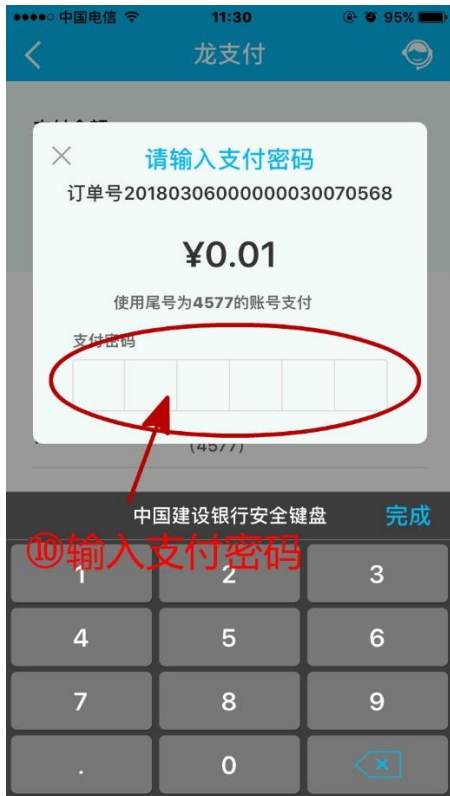 中国电信 11:30 95%
龙支付
请输入支付密码
订单号20180306000000030070568
¥0.01
使用尾号为4577的账号支付
支付密码
(4577)
中国建设银行安全键盘 完成
⑩输入支付密码
1 2 3
4 5 6
7 8 9
. 0